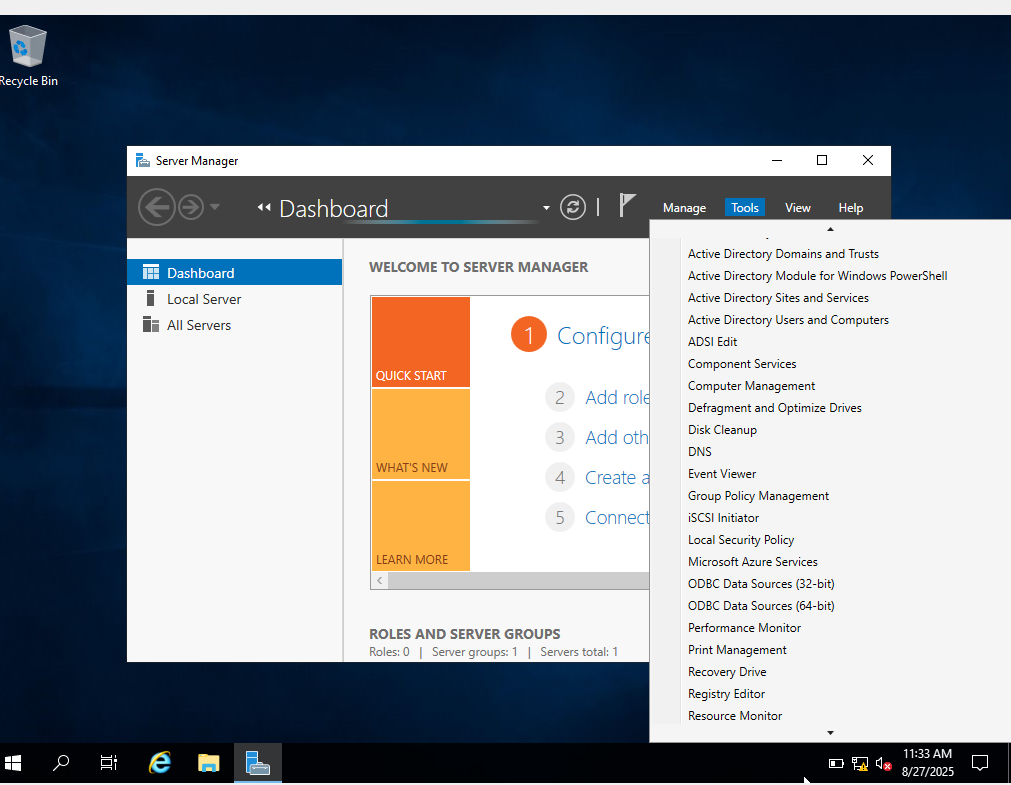 Recycle Bin
Server Manager
Dashboard
Manage
Tools
View
Help
Dashboard
Local Server
All Servers
WELCOME TO SERVER MANAGER
QUICK START
WHAT'S NEW
LEARN MORE
1 Configure
2 Add role
3 Add oth
4 Create a
5 Connect
ROLES AND SERVER GROUPS
Roles: 0 | Server groups: 1 | Servers total: 1
Active Directory Domains and Trusts
Active Directory Module for Windows PowerShell
Active Directory Sites and Services
Active Directory Users and Computers
ADSI Edit
Component Services
Computer Management
Defragment and Optimize Drives
Disk Cleanup
DNS
Event Viewer
Group Policy Management
iSCSI Initiator
Local Security Policy
Microsoft Azure Services
ODBC Data Sources (32-bit)
ODBC Data Sources (64-bit)
Performance Monitor
Print Management
Recovery Drive
Registry Editor
Resource Monitor
11:33 AM
8/27/2025